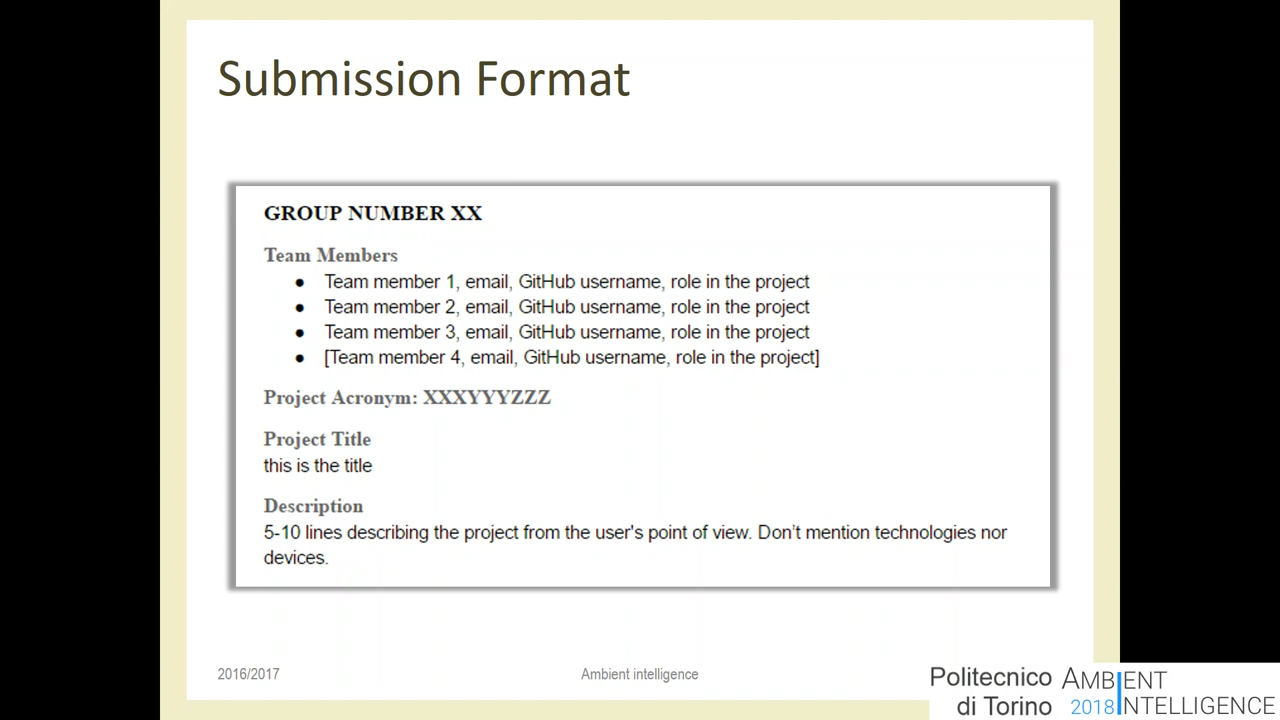 Submission Format
GROUP NUMBER XX
Team Members
● Team member 1, email, GitHub username, role in the project
● Team member 2, email, GitHub username, role in the project
● Team member 3, email, GitHub username, role in the project
● [Team member 4, email, GitHub username, role in the project]
Project Acronym: XXXYYYZZZ
Project Title
this is the title
Description
5-10 lines describing the project from the user's point of view. Don’t mention technologies nor
devices.
2016/2017
Ambient intelligence
Politecnico
di Torino
AMBIENT
2018 INTELLIGENCE